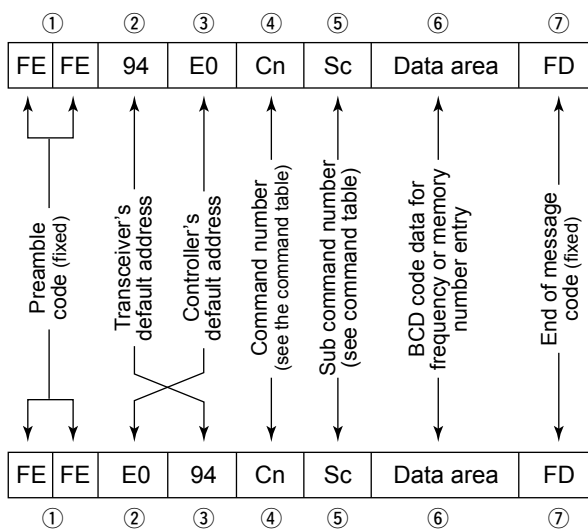 ① ② ③ ④ ⑤ ⑥ ⑦
FE FE 94 E0 Cn Sc Data area FD
Preamble
code (fixed)
Transceiver's
default address
Controller's
default address
Command number
(see the command table)
Sub command number
(see command table)
BCD code data for
frequency or memory
number entry
End of message
code (fixed)
FE FE E0 94 Cn Sc Data area FD
① ② ③ ④ ⑤ ⑥ ⑦